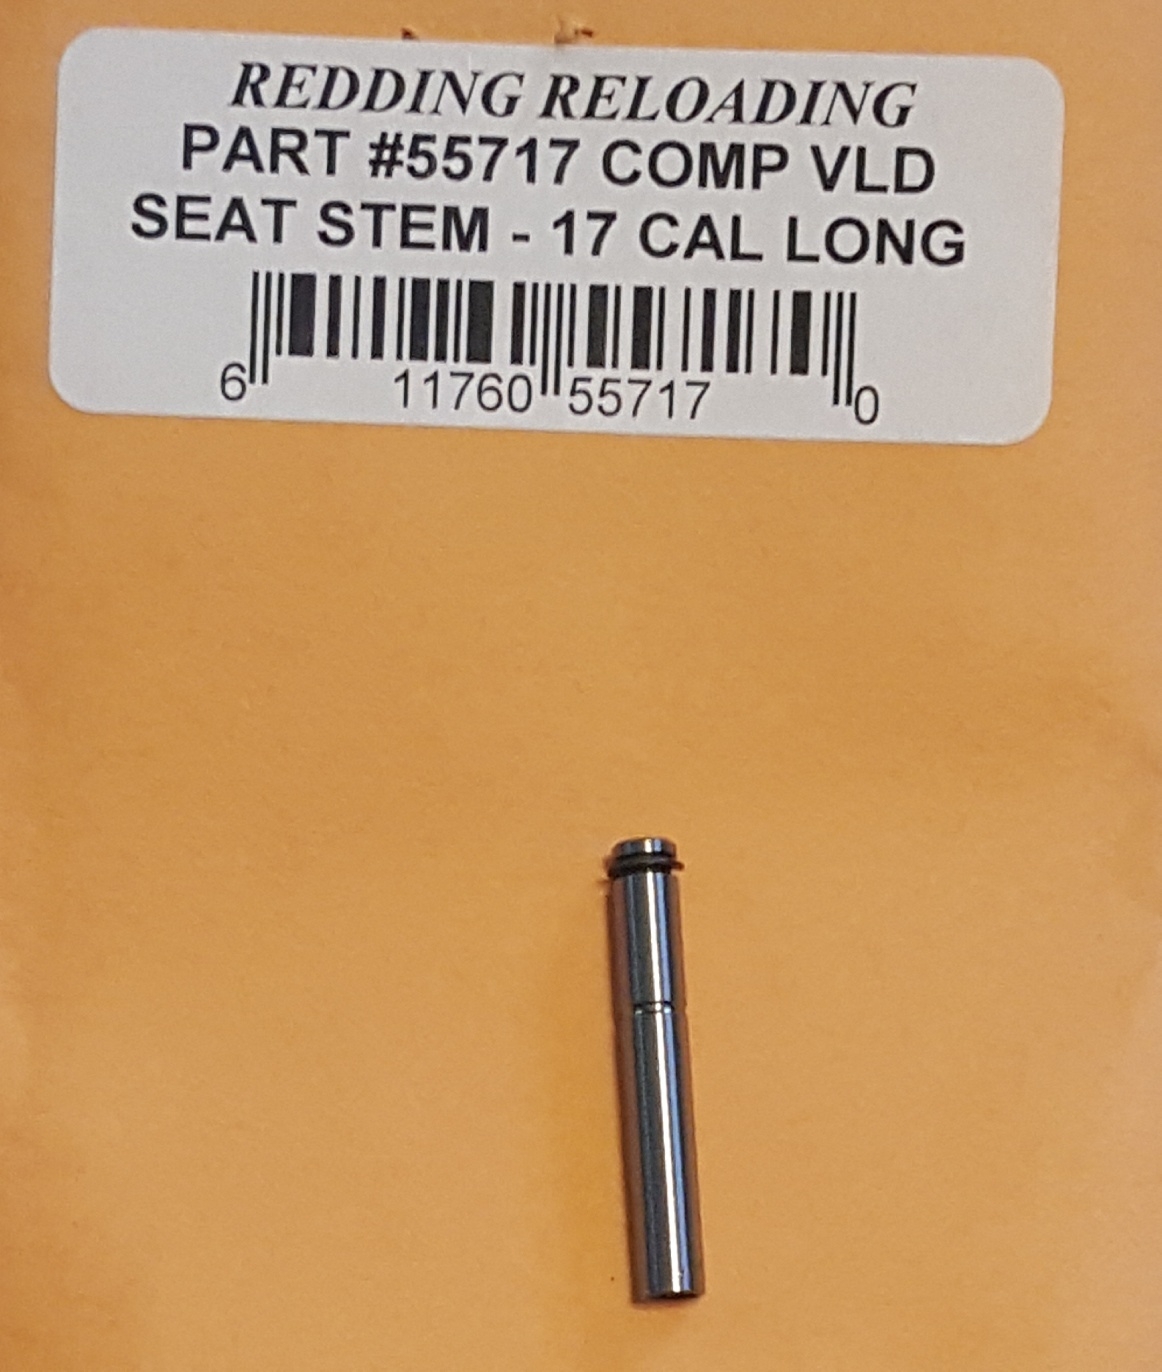 REDDING RELOADING
PART #55717 COMP VLD
SEAT STEM - 17 CAL LONG
6 11760 55717 0